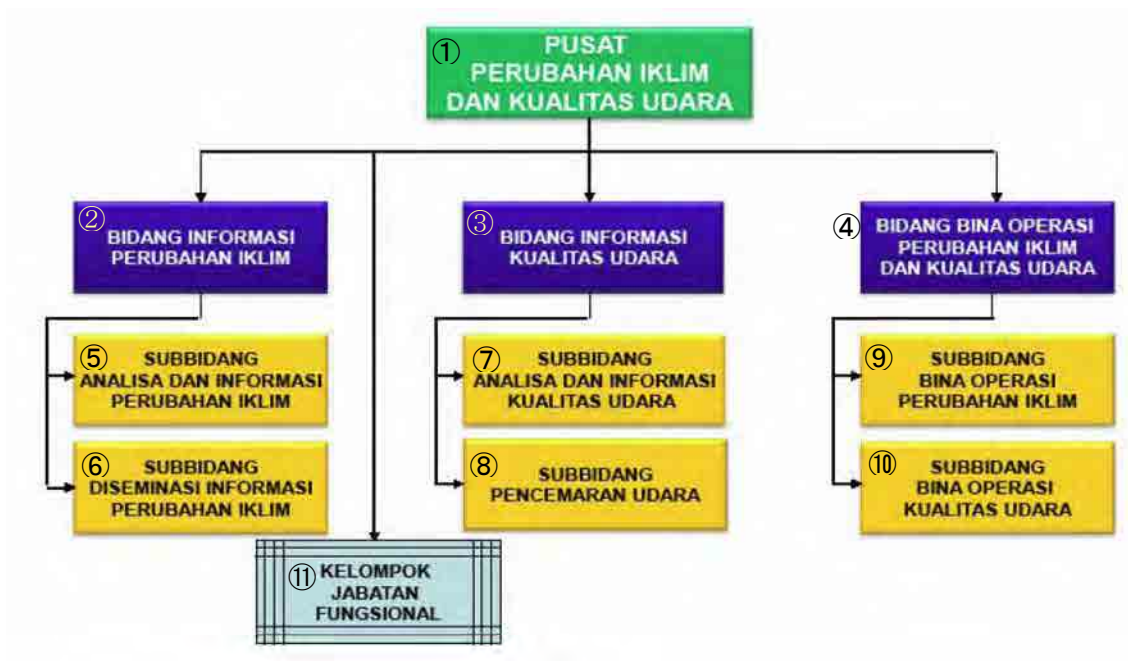 ① PUSAT
PERUBAHAN IKLIM
DAN KUALITAS UDARA
② BIDANG INFORMASI
PERUBAHAN IKLIM
③ BIDANG INFORMASI
KUALITAS UDARA
④ BIDANG BINA OPERASI
PERUBAHAN IKLIM
DAN KUALITAS UDARA
⑤ SUBBIDANG
ANALISA DAN INFORMASI
PERUBAHAN IKLIM
⑥ SUBBIDANG
DISEMINASI INFORMASI
PERUBAHAN IKLIM
⑦ SUBBIDANG
ANALISA DAN INFORMASI
KUALITAS UDARA
⑧ SUBBIDANG
PENCEMARAN UDARA
⑨ SUBBIDANG
BINA OPERASI
PERUBAHAN IKLIM
⑩ SUBBIDANG
BINA OPERASI
KUALITAS UDARA
⑪ KELOMPOK
JABATAN
FUNGSIONAL